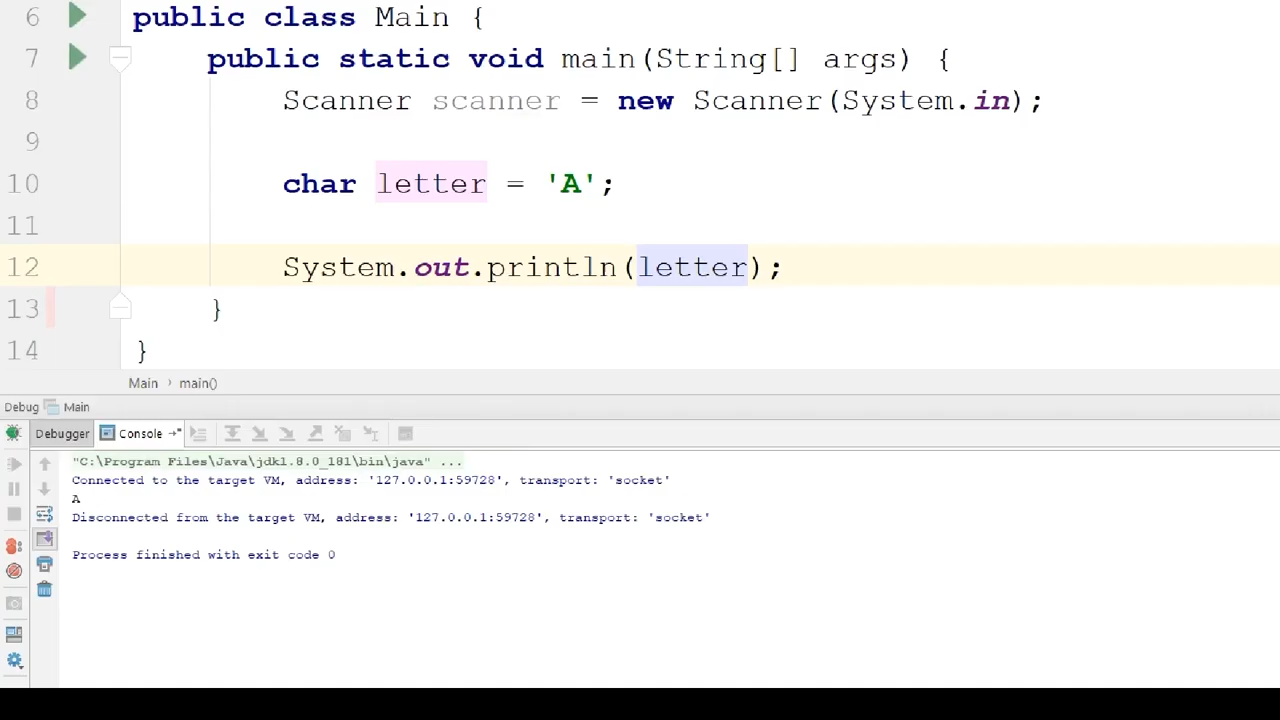 6 public class Main {
7 public static void main(String[] args) {
8 Scanner scanner = new Scanner(System.in);
9
10 char letter = 'A';
11
12 System.out.println(letter);
13 }
14 }
Main › main()
Debug Main
Debugger Console
"C:\Program Files\Java\jdk1.8.0_181\bin\java" ...
Connected to the target VM, address: '127.0.0.1:59728', transport: 'socket'
A
Disconnected from the target VM, address: '127.0.0.1:59728', transport: 'socket'
Process finished with exit code 0